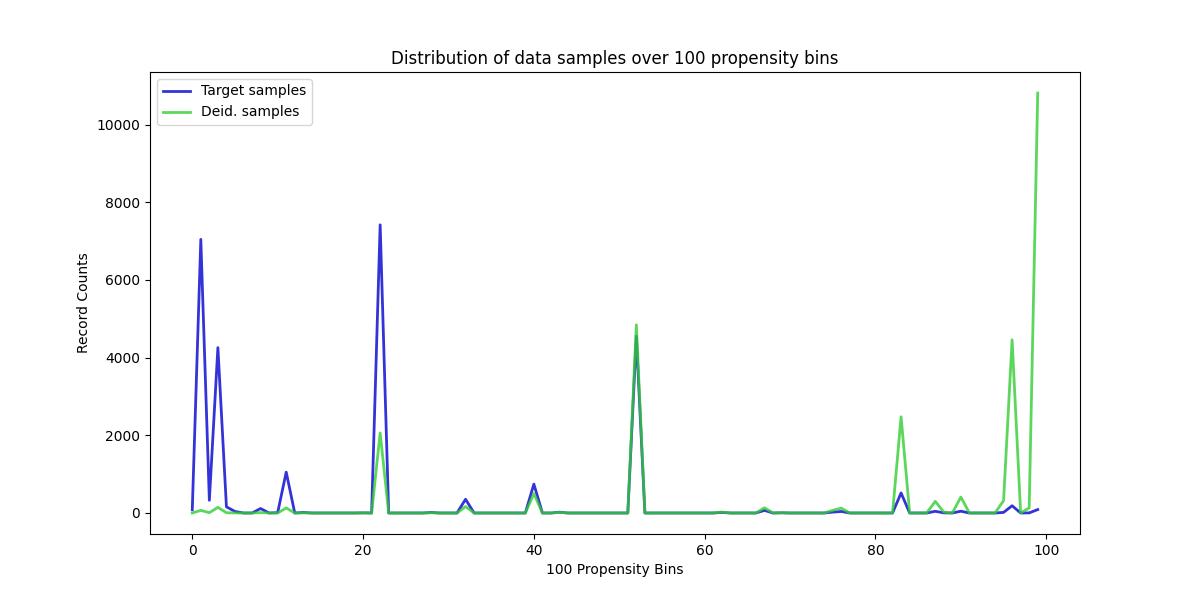 Distribution of data samples over 100 propensity bins
Target samples
Deid. samples
10000
8000
6000
4000
2000
0
Record Counts
0 20 40 60 80 100
100 Propensity Bins